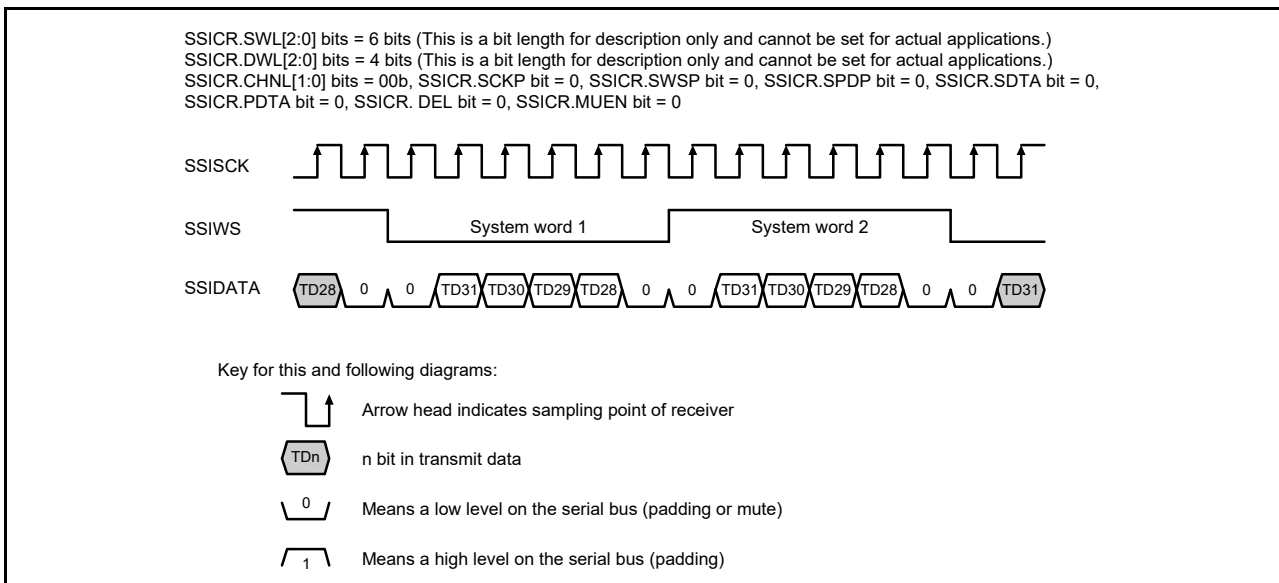 SSICR.SWL[2:0] bits = 6 bits (This is a bit length for description only and cannot be set for actual applications.)
SSICR.DWL[2:0] bits = 4 bits (This is a bit length for description only and cannot be set for actual applications.)
SSICR.CHNL[1:0] bits = 00b, SSICR.SCKP bit = 0, SSICR.SWSP bit = 0, SSICR.SPDP bit = 0, SSICR.SDTA bit = 0,
SSICR.PDTA bit = 0, SSICR. DEL bit = 0, SSICR.MUEN bit = 0
SSISCK
SSIWS System word 1 System word 2
SSIDATA TD28 0 0 TD31 TD30 TD29 TD28 0 0 TD31 TD30 TD29 TD28 0 0 TD31
Key for this and following diagrams:
Arrow head indicates sampling point of receiver
TDn n bit in transmit data
0 Means a low level on the serial bus (padding or mute)
1 Means a high level on the serial bus (padding)